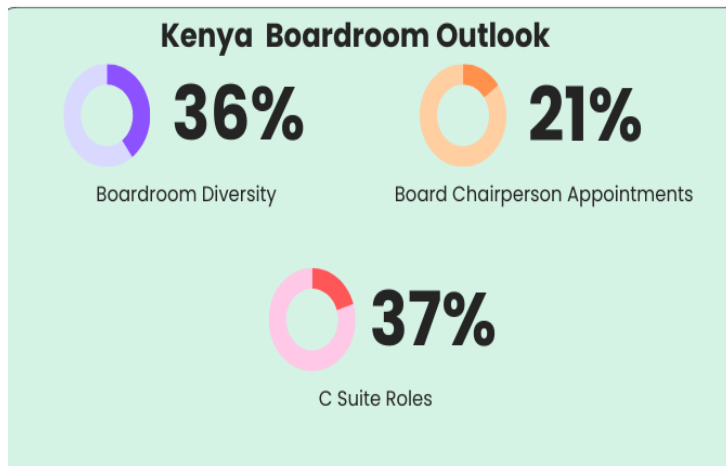 Kenya Boardroom Outlook
36%
Boardroom Diversity
21%
Board Chairperson Appointments
37%
C Suite Roles